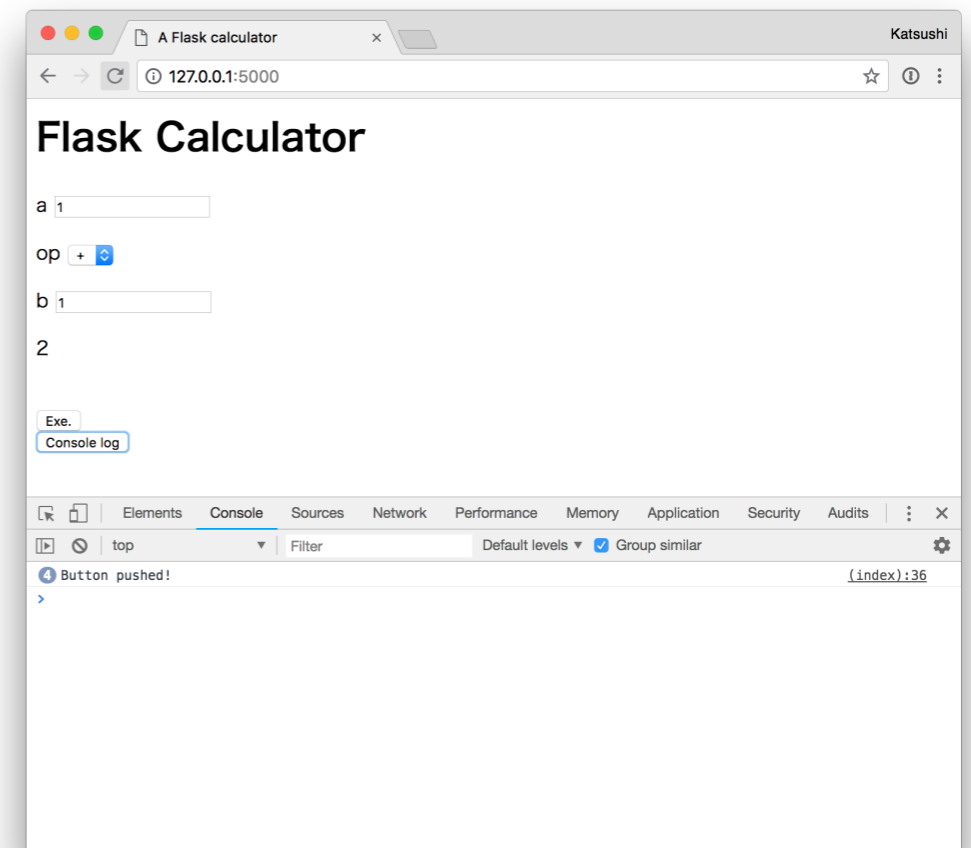 A Flask calculator
Katsushi
127.0.0.1:5000
Flask Calculator
a 1
op +
b 1
2
Exe.
Console log
Elements Console Sources Network Performance Memory Application Security Audits
top Filter Default levels Group similar
4 Button pushed! (index):36